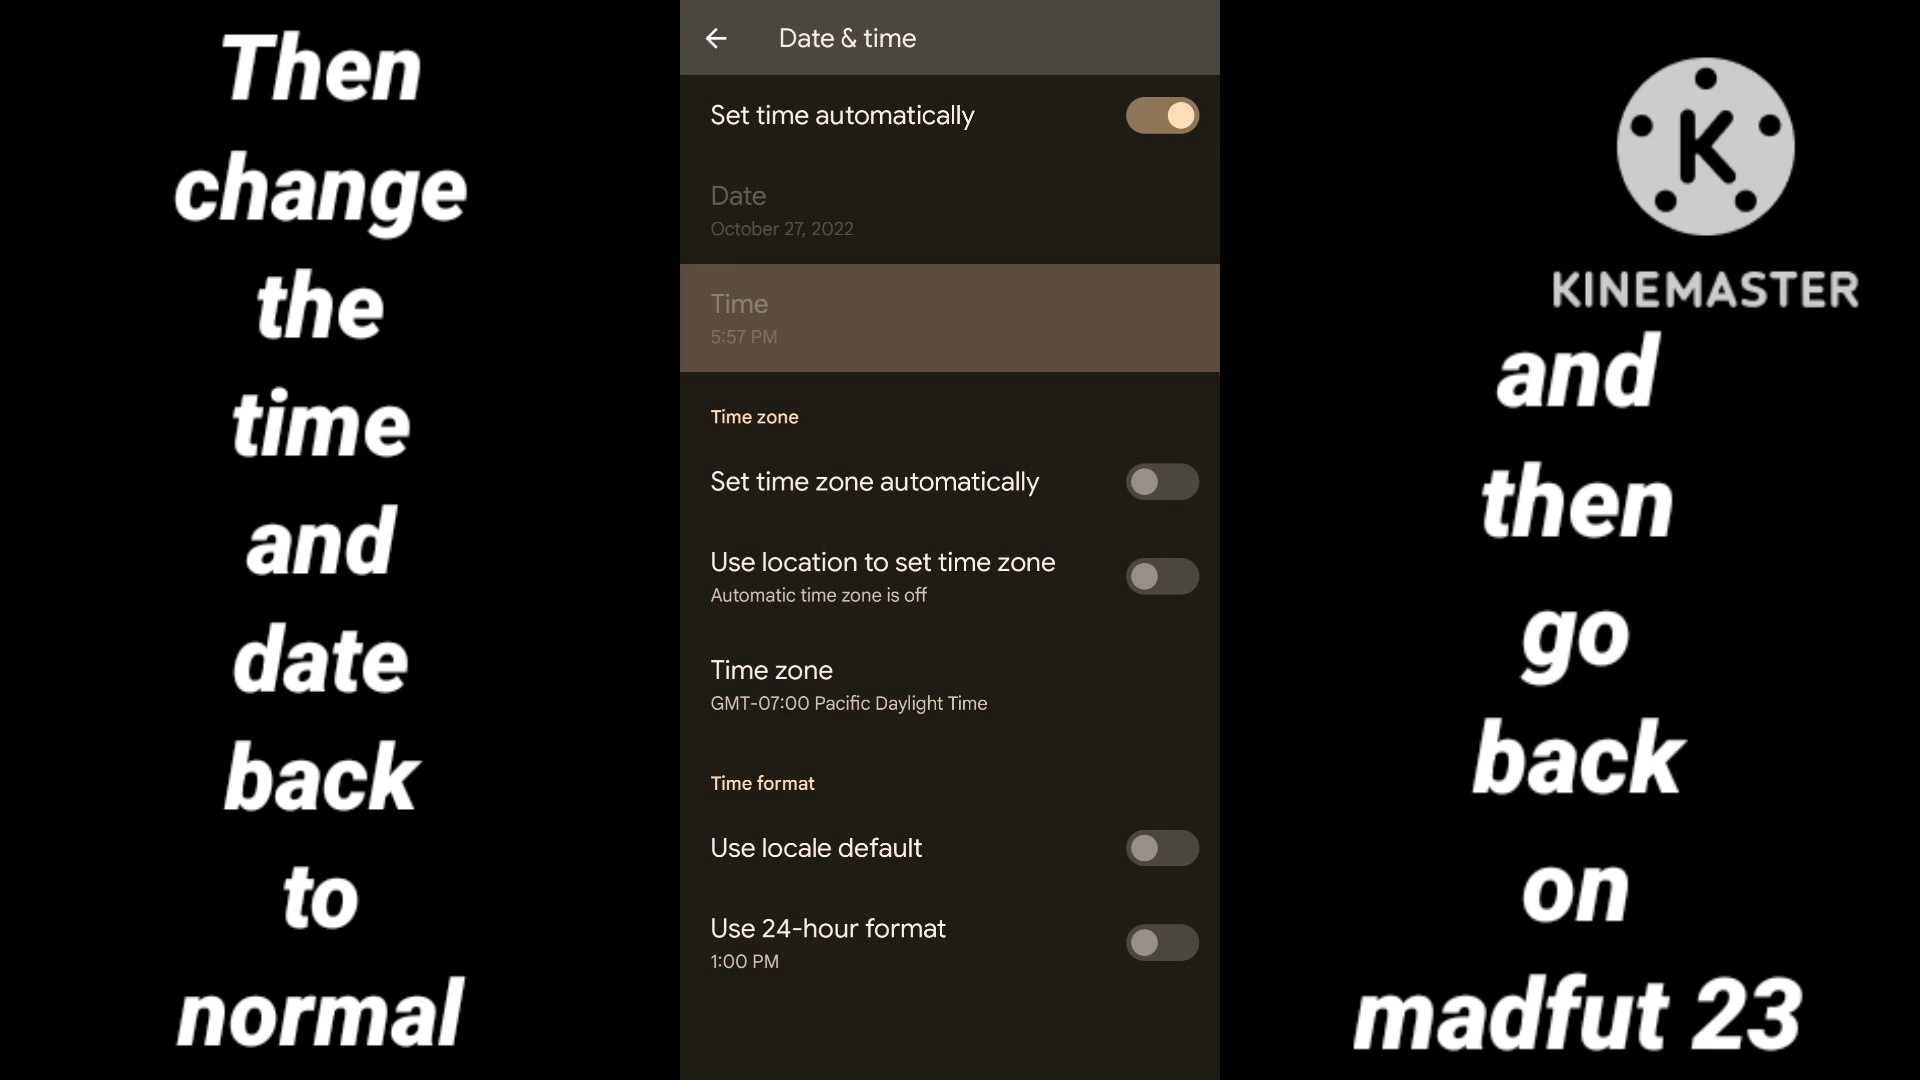 Then
change
the
time
and
date
back
to
normal
Date & time
Set time automatically
Date
October 27, 2022
Time
5:57 PM
Time zone
Set time zone automatically
Use location to set time zone
Automatic time zone is off
Time zone
GMT-07:00 Pacific Daylight Time
Time format
Use locale default
Use 24-hour format
1:00 PM
K
KINEMASTER
and
then
go
back
on
madfut 23